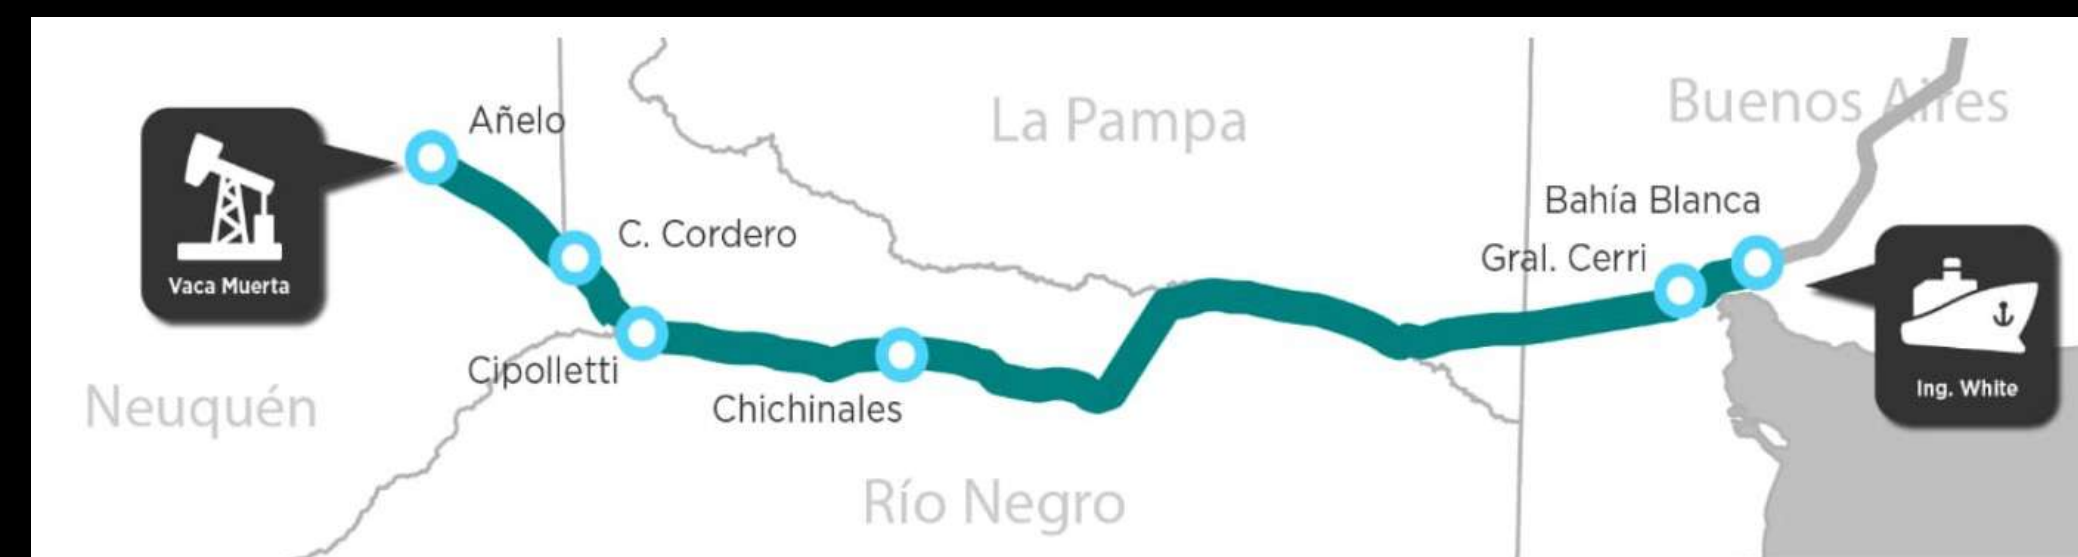 La Pampa
Buenos Aires
Añelo
Bahía Blanca
C. Cordero
Gral. Cerri
Vaca Muerta
Cipolletti
Ing. White
Neuquén
Chichinales
Río Negro